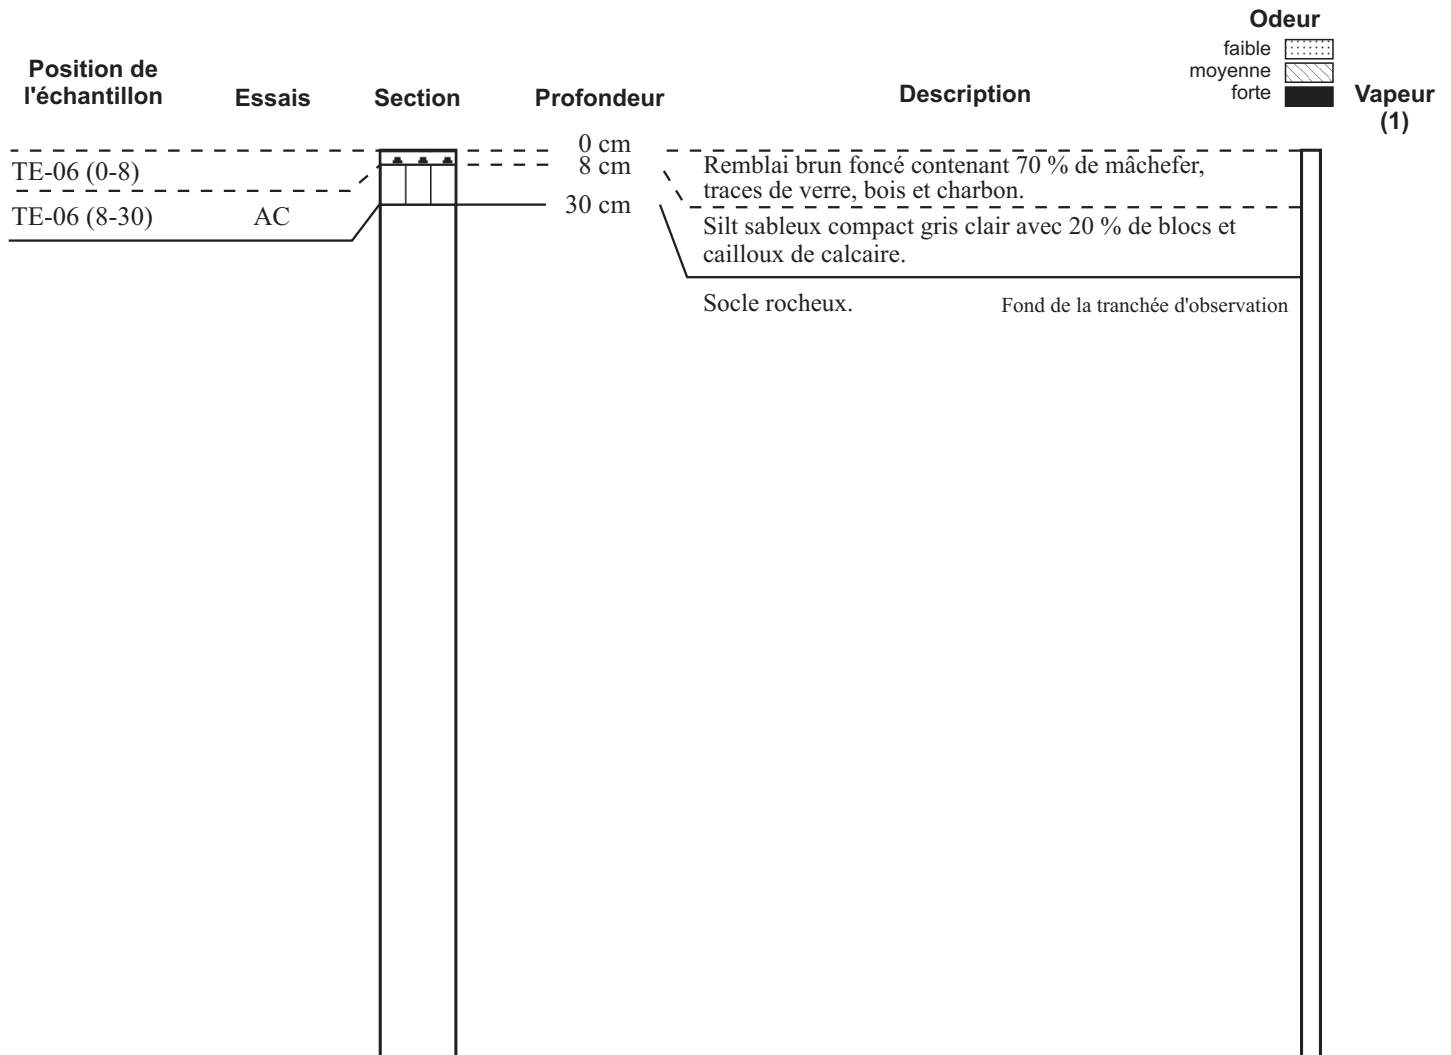 Odeur
faible
moyenne
forte
Position de
l'échantillon
Essais
Section
Profondeur
Description
Vapeur
(1)
0 cm
TE-06 (0-8)
8 cm
Remblai brun foncé contenant 70 % de mâchefer,
traces de verre, bois et charbon.
TE-06 (8-30)
AC
30 cm
Silt sableux compact gris clair avec 20 % de blocs et
cailloux de calcaire.
Socle rocheux.
Fond de la tranchée d'observation